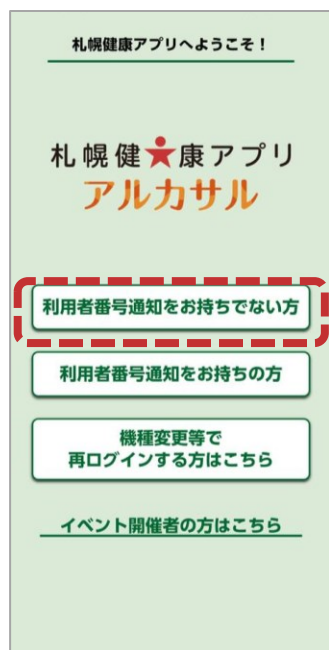 札幌健康アプリへようこそ！
札幌健★康アプリ
アルカサル
利用者番号通知をお持ちでない方
利用者番号通知をお持ちの方
機種変更等で
再ログインする方はこちら
イベント開催者の方はこちら